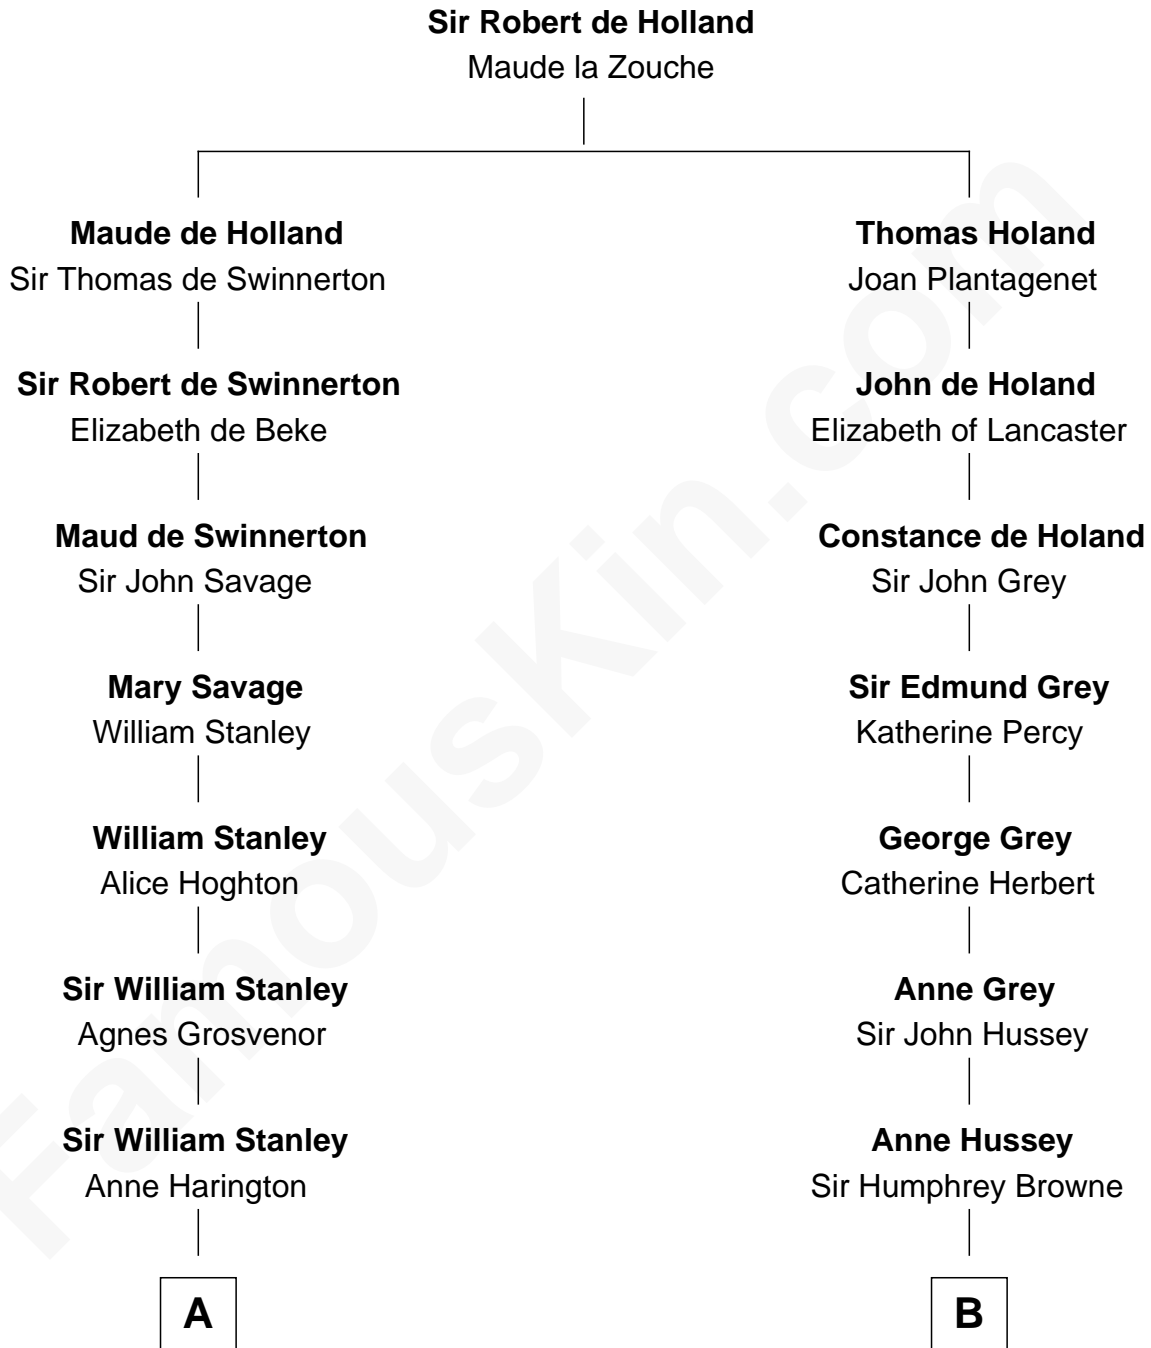 Sir Robert de Holland
Maude la Zouche
Maude de Holland
Sir Thomas de Swinnerton
Sir Robert de Swinnerton
Elizabeth de Beke
Maud de Swinnerton
Sir John Savage
Mary Savage
William Stanley
William Stanley
Alice Hoghton
Sir William Stanley
Agnes Grosvenor
Sir William Stanley
Anne Harington
A
Thomas Holand
Joan Plantagenet
John de Holand
Elizabeth of Lancaster
Constance de Holand
Sir John Grey
Sir Edmund Grey
Katherine Percy
George Grey
Catherine Herbert
Anne Grey
Sir John Hussey
Anne Hussey
Sir Humphrey Browne
B
FamousKin.com